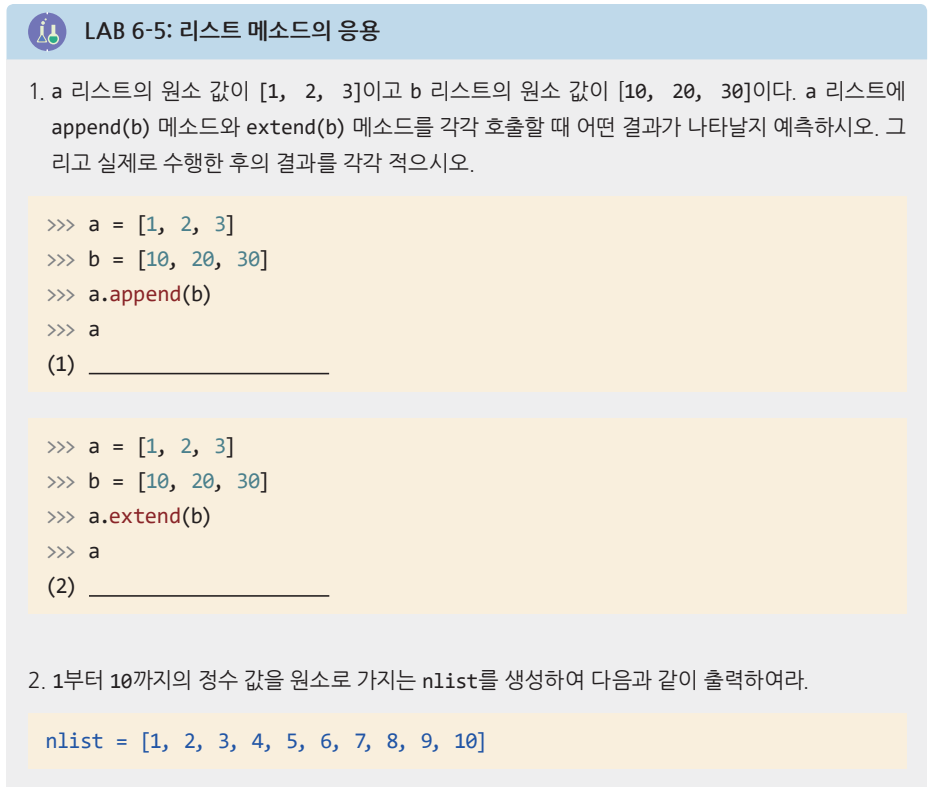 LAB 6-5: 리스트 메소드의 응용
1. a 리스트의 원소 값이 [1, 2, 3]이고 b 리스트의 원소 값이 [10, 20, 30]이다. a 리스트에
append(b) 메소드와 extend(b) 메소드를 각각 호출할 때 어떤 결과가 나타날지 예측하시오. 그
리고 실제로 수행한 후의 결과를 각각 적으시오.
>>> a = [1, 2, 3]
>>> b = [10, 20, 30]
>>> a.append(b)
>>> a
(1) ____________________
>>> a = [1, 2, 3]
>>> b = [10, 20, 30]
>>> a.extend(b)
>>> a
(2) ____________________
2. 1부터 10까지의 정수 값을 원소로 가지는 nlist를 생성하여 다음과 같이 출력하여라.
nlist = [1, 2, 3, 4, 5, 6, 7, 8, 9, 10]